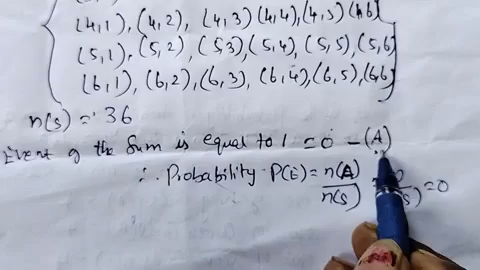 (4,1), (4,2), (4,3) (4,4), (4,5) (4,6)
(5,1), (5,2), (5,3), (5,4), (5,5), (5,6)
(6,1), (6,2), (6,3), (6,4), (6,5), (6,6)
n(s) = 36
Event of the Sum is equal to 1 = 0 - (A)
∴ Probability P(E) = n(A)
n(s) = 0